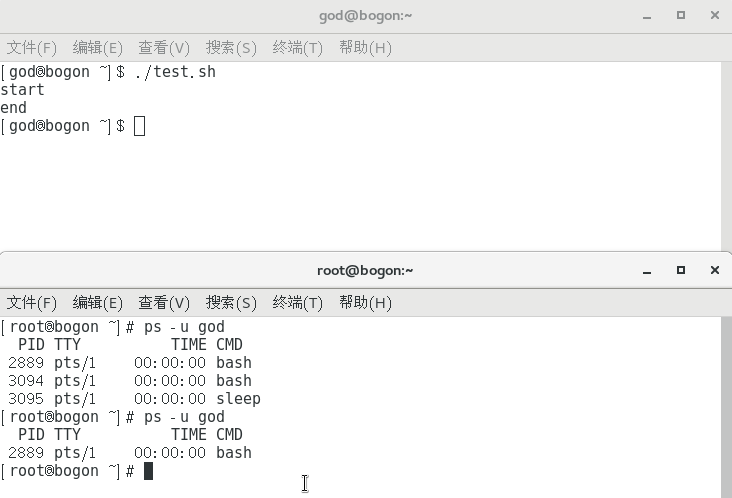 god@bogon:~
文件(F) 编辑(E) 查看(V) 搜索(S) 终端(T) 帮助(H)
[god@bogon ~]$ ./test.sh
start
end
[god@bogon ~]$
root@bogon:~
文件(F) 编辑(E) 查看(V) 搜索(S) 终端(T) 帮助(H)
[root@bogon ~]# ps -u god
  PID TTY          TIME CMD
 2889 pts/1    00:00:00 bash
 3094 pts/1    00:00:00 bash
 3095 pts/1    00:00:00 sleep
[root@bogon ~]# ps -u god
  PID TTY          TIME CMD
 2889 pts/1    00:00:00 bash
[root@bogon ~]#